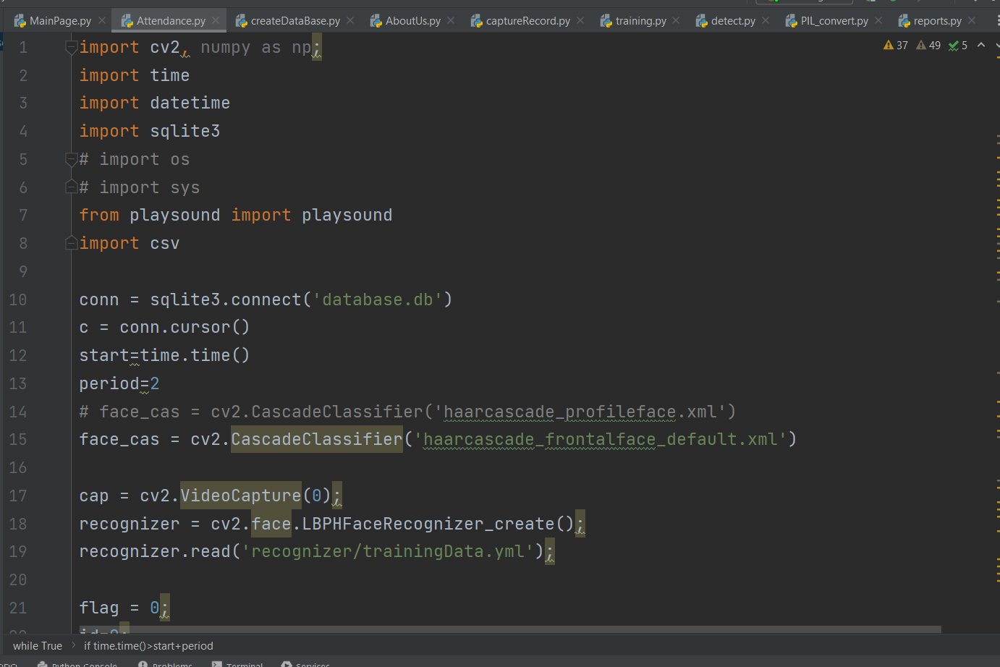 MainPage.py Attendance.py createDataBase.py AboutUs.py captureRecord.py training.py detect.py PIL_convert.py reports.py
37 49 5
1 import cv2, numpy as np;
2 import time
3 import datetime
4 import sqlite3
5 # import os
6 # import sys
7 from playsound import playsound
8 import csv
9
10 conn = sqlite3.connect('database.db')
11 c = conn.cursor()
12 start=time.time()
13 period=2
14 # face_cas = cv2.CascadeClassifier('haarcascade_profileface.xml')
15 face_cas = cv2.CascadeClassifier('haarcascade_frontalface_default.xml')
16
17 cap = cv2.VideoCapture(0);
18 recognizer = cv2.face.LBPHFaceRecognizer_create();
19 recognizer.read('recognizer/trainingData.yml');
20
21 flag = 0;
while True > if time.time()>start+period
Python Console Problems Terminal Services